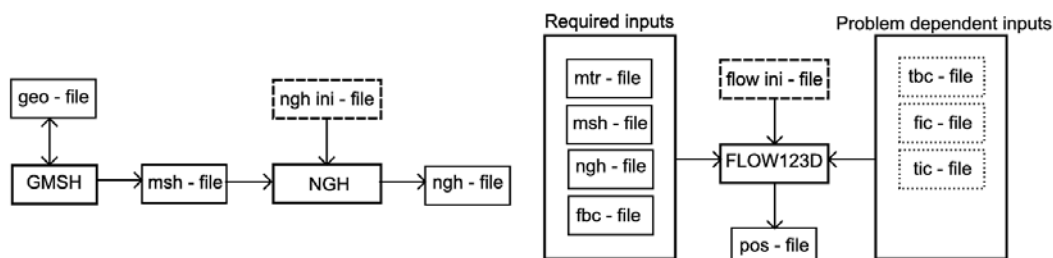 geo - file
ngh ini - file
GMSH
msh - file
NGH
ngh - file
Required inputs
mtr - file
msh - file
ngh - file
fbc - file
flow ini - file
FLOW123D
pos - file
Problem dependent inputs
tbc - file
fic - file
tic - file